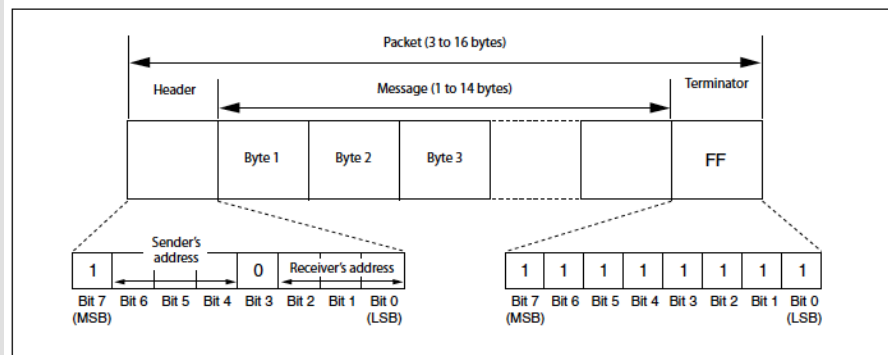 Packet (3 to 16 bytes)
Header
Message (1 to 14 bytes)
Terminator
Byte 1
Byte 2
Byte 3
FF
Sender's
address
1
0
Receiver's address
Bit 7
(MSB)
Bit 6
Bit 5
Bit 4
Bit 3
Bit 2
Bit 1
Bit 0
(LSB)
1 1 1 1 1 1 1 1
Bit 7
(MSB)
Bit 6
Bit 5
Bit 4
Bit 3
Bit 2
Bit 1
Bit 0
(LSB)